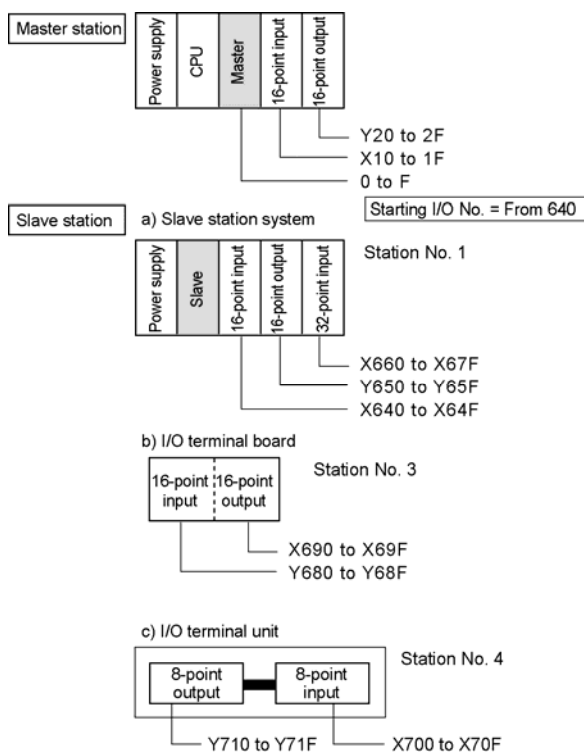 Master station
Power supply
CPU
Master
16-point input
16-point output
Y20 to 2F
X10 to 1F
0 to F
Starting I/O No. = From 640
Slave station
a) Slave station system
Station No. 1
Power supply
Slave
16-point input
16-point output
32-point input
X660 to X67F
Y650 to Y65F
X640 to X64F
b) I/O terminal board
Station No. 3
16-point
input
16-point
output
X690 to X69F
Y680 to Y68F
c) I/O terminal unit
Station No. 4
8-point
output
8-point
input
Y710 to Y71F
X700 to X70F